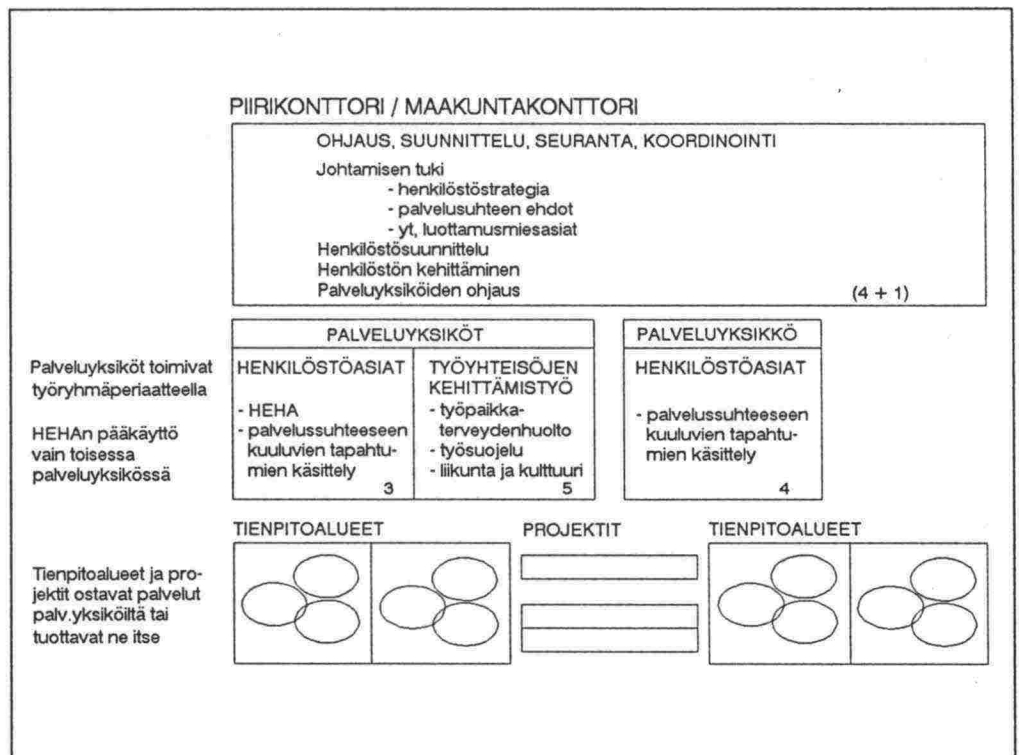 PIIRIKONTTORI / MAAKUNTAKONTTORI
OHJAUS, SUUNNITTELU, SEURANTA, KOORDINOINTI
Johtamisen tuki
- henkilöstöstrategia
- palvelusuhteen ehdot
- yt, luottamusmiesasiat
Henkilöstösuunnittelu
Henkilöstön kehittäminen
Palveluyksiköiden ohjaus (4 + 1)
Palveluyksiköt toimivat
työryhmäperiaatteella
HEHAn pääkäyttö
vain toisessa
palveluyksikössä
PALVELUYKSIKÖT
HENKILÖSTÖASIAT
- HEHA
- palvelussuhteeseen
kuuluvien tapahtu-
mien käsittely
3
TYÖYHTEISÖJEN
KEHITTÄMISTYÖ
- työpaikka-
terveydenhuolto
- työsuojelu
- liikunta ja kulttuuri
5
PALVELUYKSIKKÖ
HENKILÖSTÖASIAT
- palvelussuhteeseen
kuuluvien tapahtu-
mien käsittely
4
TIENPITOALUEET
PROJEKTIT
TIENPITOALUEET
Tienpitoalueet ja pro-
jektit ostavat palvelut
palv.yksiköiltä tai
tuottavat ne itse